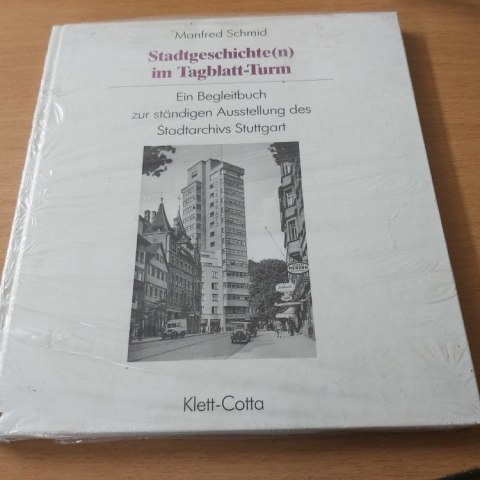 Manfred Schmid
Stadtgeschichte(n)
im Tagblatt-Turm
Ein Begleitbuch
zur ständigen Ausstellung des
Stadtarchivs Stuttgart
Klett-Cotta